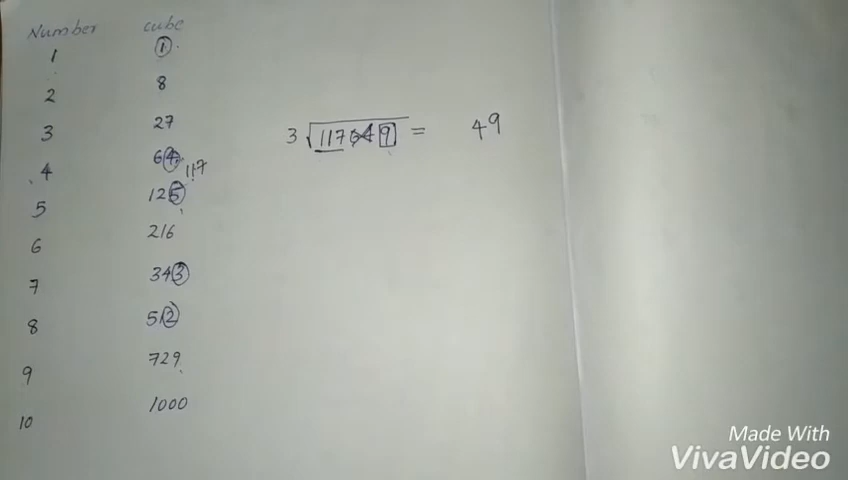 Number cube
1 1
2 8
3 27
4 64
117
5 125
6 216
7 343
8 512
9 729
10 1000
3 √117649 = 49
Made With
VivaVideo